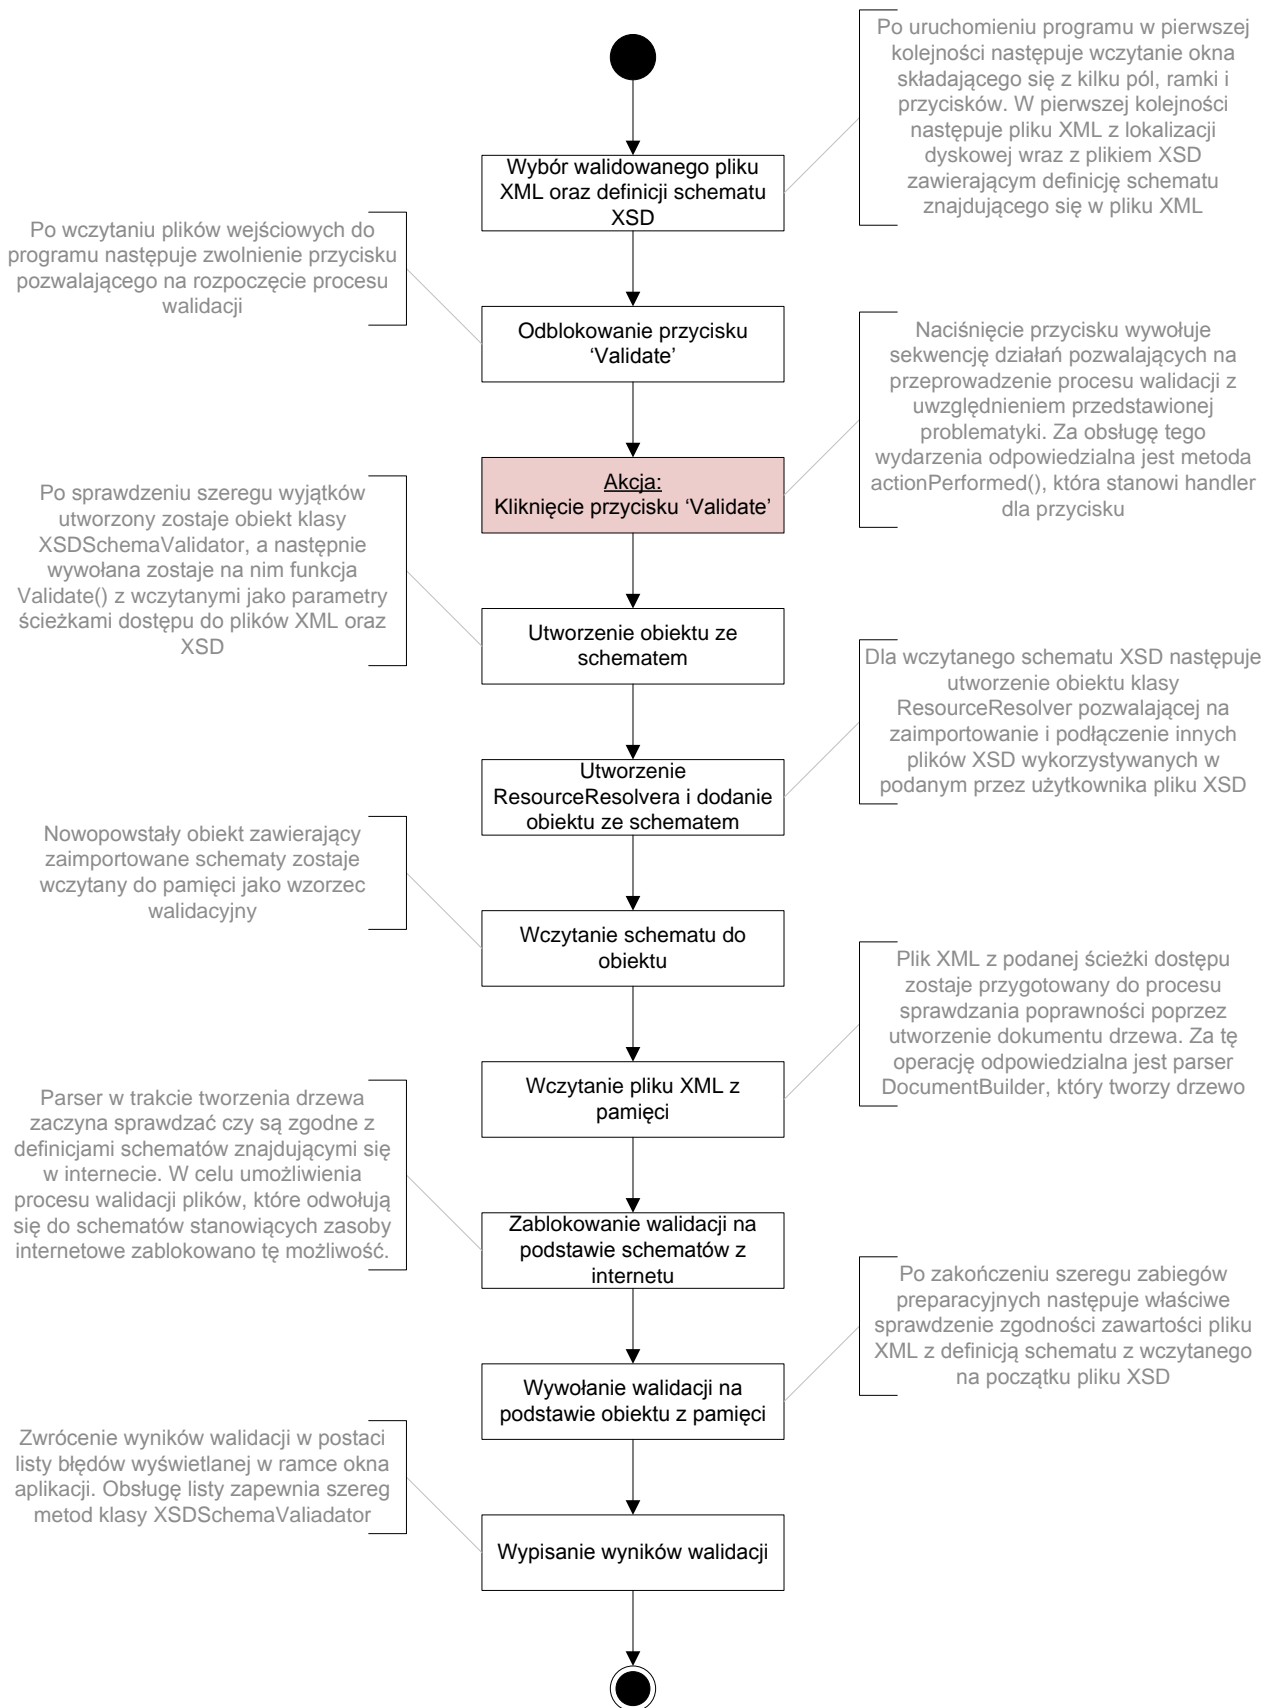 Po uruchomieniu programu w pierwszej
kolejności następuje wczytanie okna
składającego się z kilku pól, ramki i
przycisków. W pierwszej kolejności
następuje pliku XML z lokalizacji
dyskowej wraz z plikiem XSD
zawierającym definicję schematu
znajdującego się w pliku XML
Wybór walidowanego pliku
XML oraz definicji schematu
XSD
Po wczytaniu plików wejściowych do
programu następuje zwolnienie przycisku
pozwalającego na rozpoczęcie procesu
walidacji
Odblokowanie przycisku
‘Validate’
Naciśnięcie przycisku wywołuje
sekwencję działań pozwalających na
przeprowadzenie procesu walidacji z
uwzględnieniem przedstawionej
problematyki. Za obsługę tego
wydarzenia odpowiedzialna jest metoda
actionPerformed(), która stanowi handler
dla przycisku
Akcja:
Kliknięcie przycisku ‘Validate’
Po sprawdzeniu szeregu wyjątków
utworzony zostaje obiekt klasy
XSDSchemaValidator, a następnie
wywołana zostaje na nim funkcja
Validate() z wczytanymi jako parametry
ścieżkami dostępu do plików XML oraz
XSD
Utworzenie obiektu ze
schematem
Dla wczytanego schematu XSD następuje
utworzenie obiektu klasy
ResourceResolver pozwalającej na
zaimportowanie i podłączenie innych
plików XSD wykorzystywanych w
podanym przez użytkownika pliku XSD
Utworzenie
ResourceResolvera i dodanie
obiektu ze schematem
Nowopowstały obiekt zawierający
zaimportowane schematy zostaje
wczytany do pamięci jako wzorzec
walidacyjny
Wczytanie schematu do
obiektu
Plik XML z podanej ścieżki dostępu
zostaje przygotowany do procesu
sprawdzania poprawności poprzez
utworzenie dokumentu drzewa. Za tę
operację odpowiedzialna jest parser
DocumentBuilder, który tworzy drzewo
Wczytanie pliku XML z
pamięci
Parser w trakcie tworzenia drzewa
zaczyna sprawdzać czy są zgodne z
definicjami schematów znajdującymi się
w internecie. W celu umożliwienia
procesu walidacji plików, które odwołują
się do schematów stanowiących zasoby
internetowe zablokowano tę możliwość.
Zablokowanie walidacji na
podstawie schematów z
internetu
Po zakończeniu szeregu zabiegów
preparacyjnych następuje właściwe
sprawdzenie zgodności zawartości pliku
XML z definicją schematu z wczytanego
na początku pliku XSD
Wywołanie walidacji na
podstawie obiektu z pamięci
Zwrócenie wyników walidacji w postaci
listy błędów wyświetlanej w ramce okna
aplikacji. Obsługę listy zapewnia szereg
metod klasy XSDSchemaValiadator
Wypisanie wyników walidacji